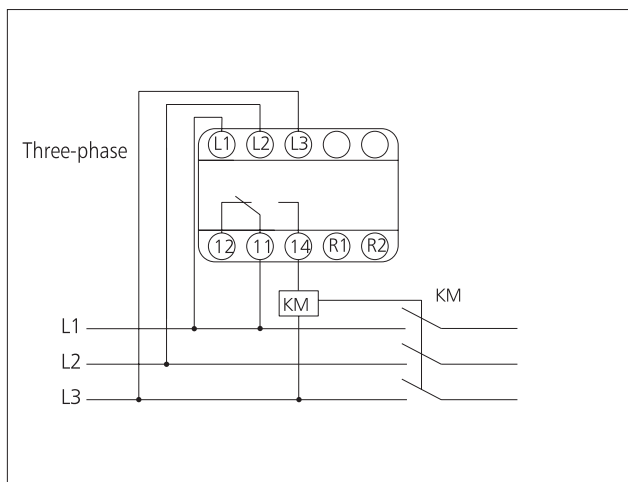 L1 L2 L3
Three-phase
12 11 14 R1 R2
KM KM
L1
L2
L3